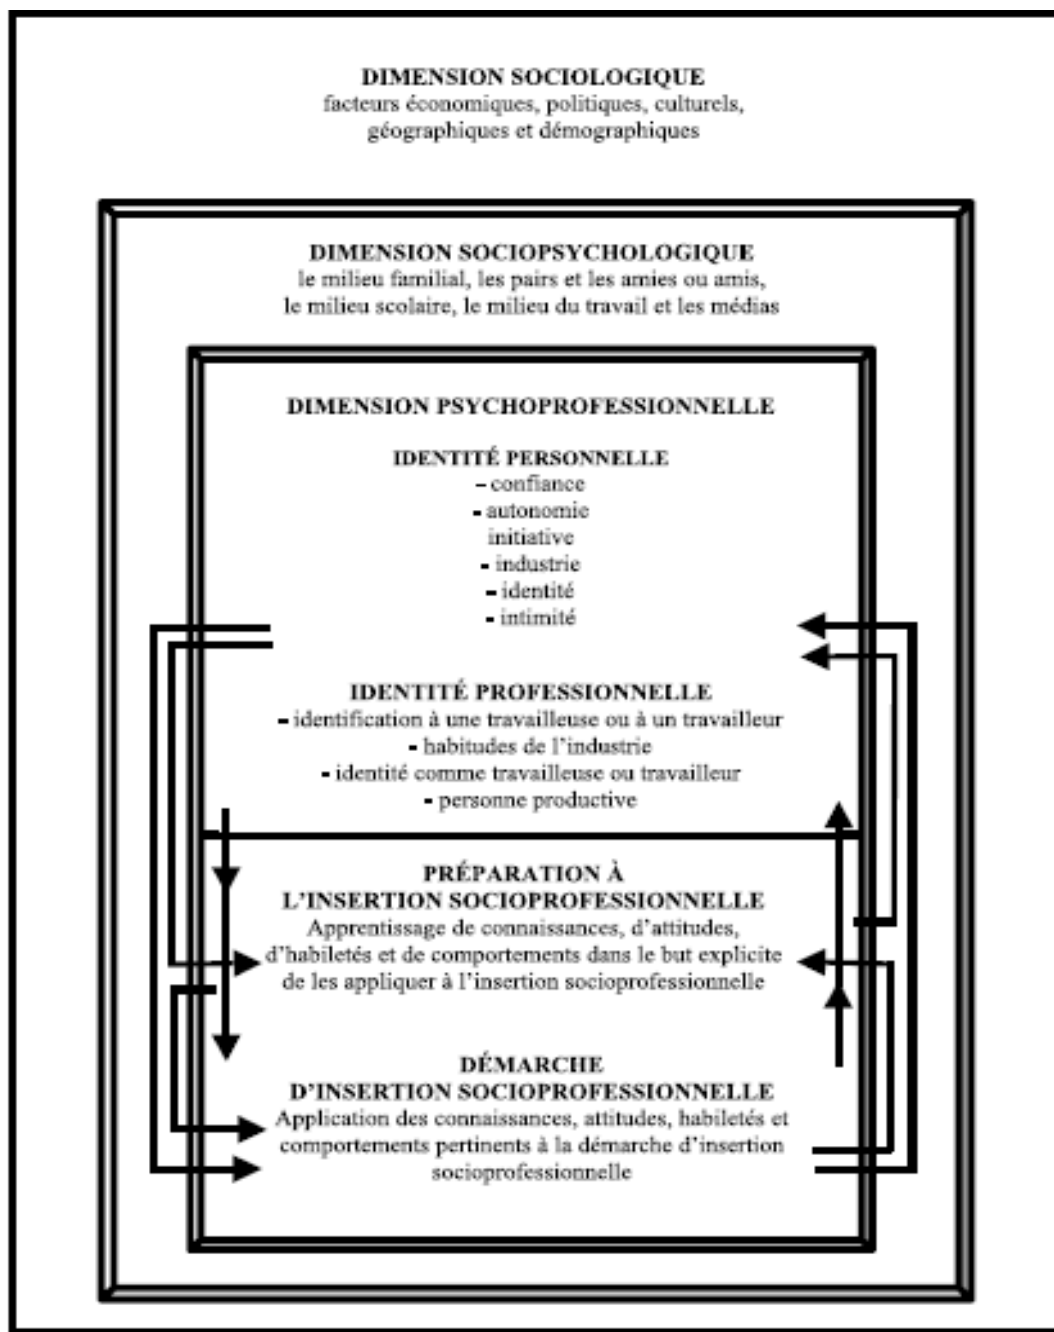 DIMENSION SOCIOLOGIQUE
facteurs économiques, politiques, culturels,
géographiques et démographiques
DIMENSION SOCIOPSYCHOLOGIQUE
le milieu familial, les pairs et les amies ou amis,
le milieu scolaire, le milieu du travail et les médias
DIMENSION PSYCHOPROFESSIONNELLE
IDENTITÉ PERSONNELLE
- confiance
- autonomie
initiative
- industrie
- identité
- intimité
IDENTITÉ PROFESSIONNELLE
- identification à une travailleuse ou à un travailleur
- habitudes de l'industrie
- identité comme travailleuse ou travailleur
- personne productive
PRÉPARATION À
L'INSERTION SOCIOPROFESSIONNELLE
Apprentissage de connaissances, d'attitudes,
d'habiletés et de comportements dans le but explicite
de les appliquer à l'insertion socioprofessionnelle
DÉMARCHE
D'INSERTION SOCIOPROFESSIONNELLE
Application des connaissances, attitudes, habiletés et
comportements pertinents à la démarche d'insertion
socioprofessionnelle